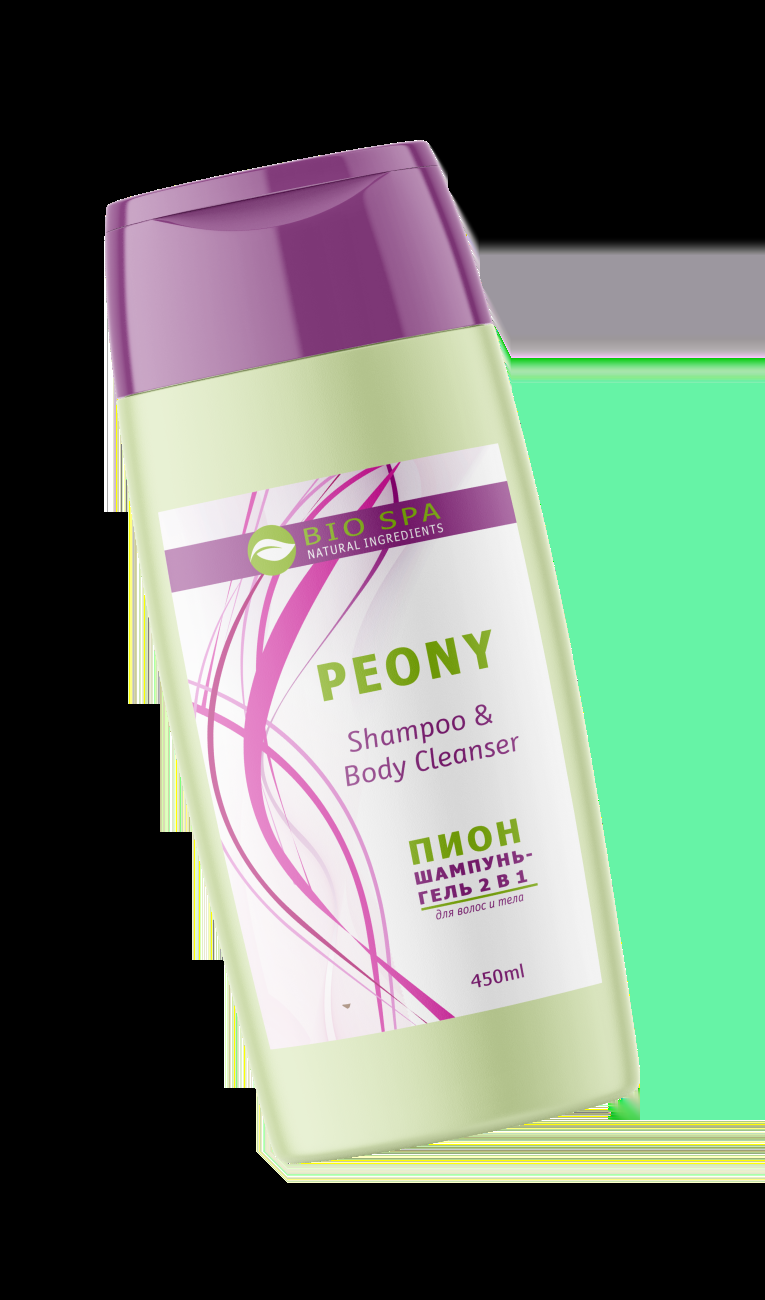 BIO SPA
NATURAL INGREDIENTS
PEONY
Shampoo &
Body Cleanser
ПИОН
ШАМПУНЬ-
ГЕЛЬ 2 В 1
для волос и тела
450ml